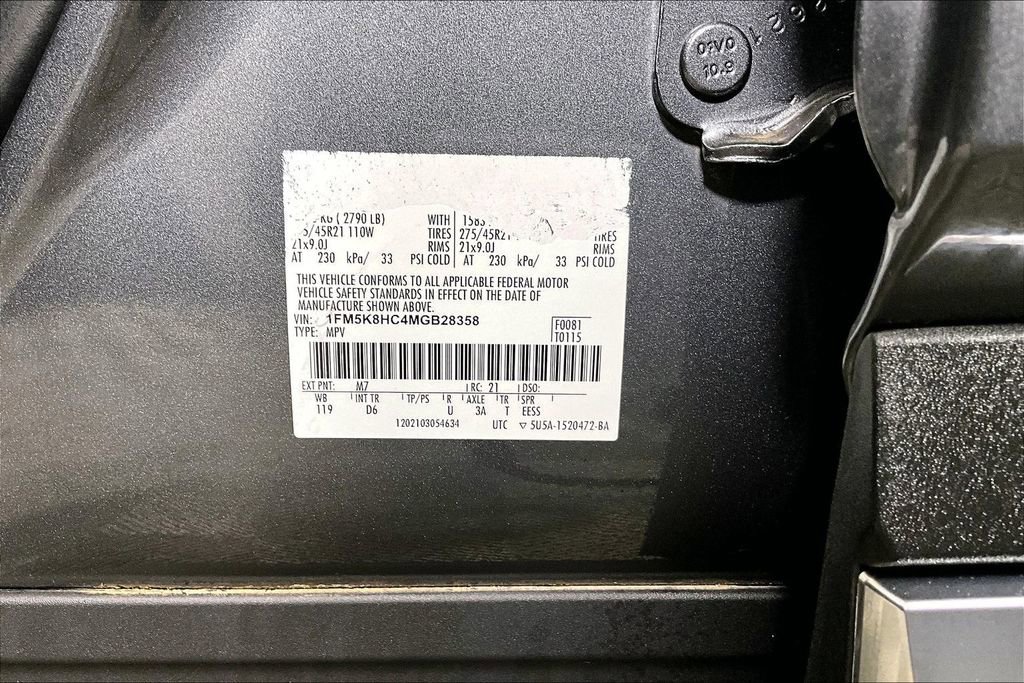 KG ( 2790 LB) WITH 1583
/45R21 110W TIRES 275/45R21 TIRES
21x9.0J RIMS 21x9.0J RIMS
AT 230 kPa/ 33 PSI COLD AT 230 kPa/ 33 PSI COLD
THIS VEHICLE CONFORMS TO ALL APPLICABLE FEDERAL MOTOR
VEHICLE SAFETY STANDARDS IN EFFECT ON THE DATE OF
MANUFACTURE SHOWN ABOVE.
VIN: 1FM5K8HC4MGB28358 F0081
TYPE: MPV T0115
EXT PNT: M7 RC: 21 DSO:
WB INT TR TP/PS R AXLE TR SPR
119 D6 U 3A T EESS
1202103054634 UTC ▽ 5U5A-1520472-BA
10.9